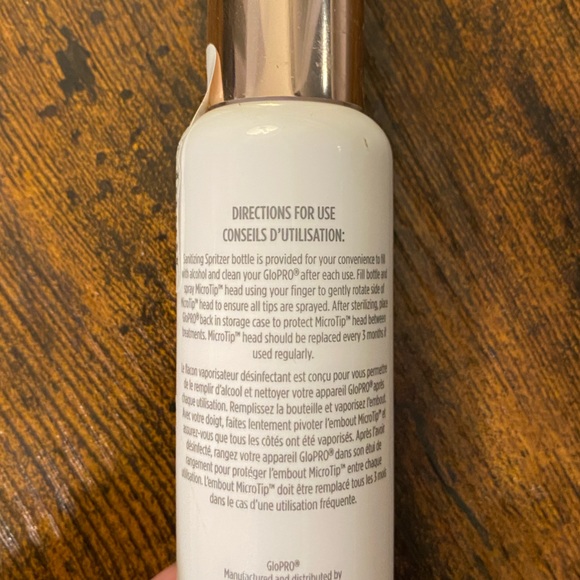 DIRECTIONS FOR USE
CONSEILS D'UTILISATION:
Sanitizing Spritzer bottle is provided for your convenience to fill
with alcohol and clean your GloPRO® after each use. Fill bottle and
spray MicroTip™ head using your finger to gently rotate side of
MicroTip™ head to ensure all tips are sprayed. After sterilizing, place
GloPRO® back in storage case to protect MicroTip™ head between
treatments. MicroTip™ head should be replaced every 3 months if
used regularly.
Le flacon vaporisateur désinfectant est conçu pour vous permettre
de le remplir d'alcool et nettoyer votre appareil GloPRO® après
chaque utilisation. Remplissez la bouteille et vaporisez l'embout.
Avec votre doigt, faites lentement pivoter l'embout MicroTip™ et
assurez-vous que tous les côtés ont été vaporisés. Après l'avoir
désinfecté, rangez votre appareil GloPRO® dans son étui de
rangement pour protéger l'embout MicroTip™ entre chaque
utilisation. L'embout MicroTip™ doit être remplacé tous les 3 mois
dans le cas d'une utilisation fréquente.
GloPRO®
Manufactured and distributed by